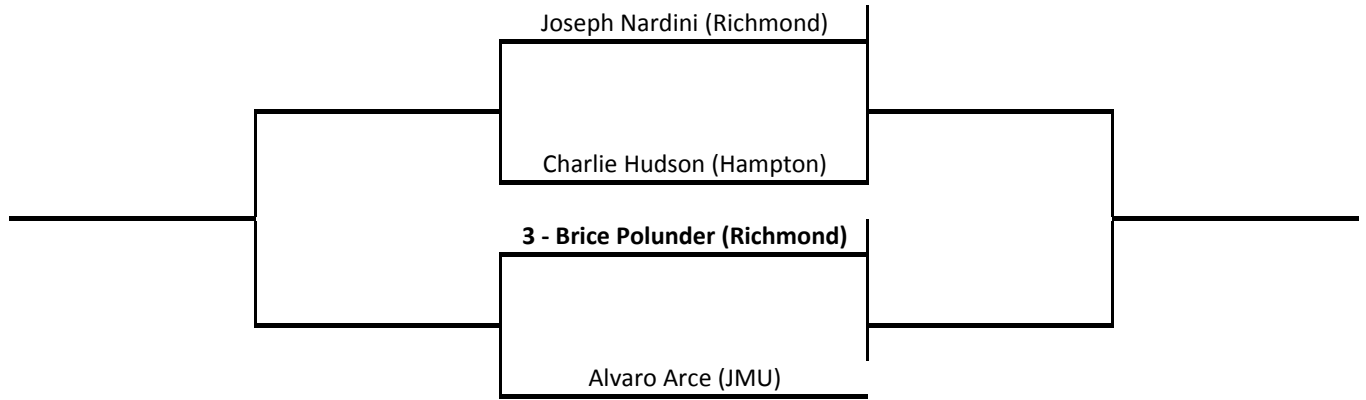 Joseph Nardini (Richmond)
Charlie Hudson (Hampton)
3 - Brice Polunder (Richmond)
Alvaro Arce (JMU)